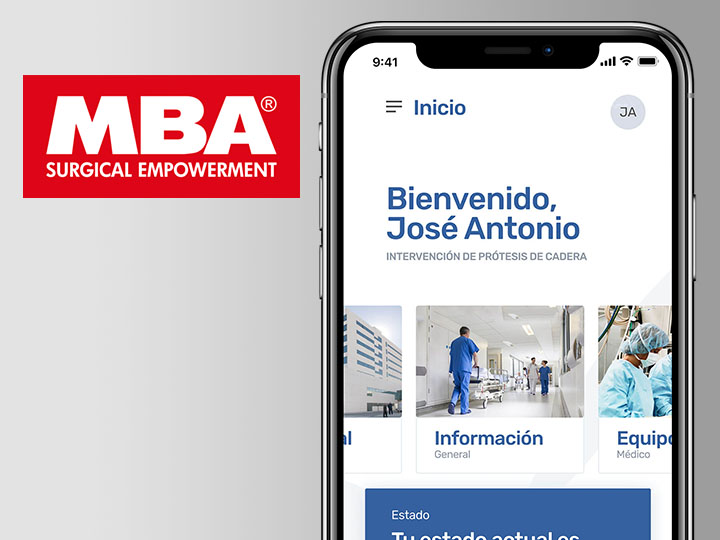 MBA®
SURGICAL EMPOWERMENT
9:41
Inicio
JA
Bienvenido,
José Antonio
INTERVENCIÓN DE PRÓTESIS DE CADERA
al
Información
General
Equipo
Médico
Estado
Tu estado actual es